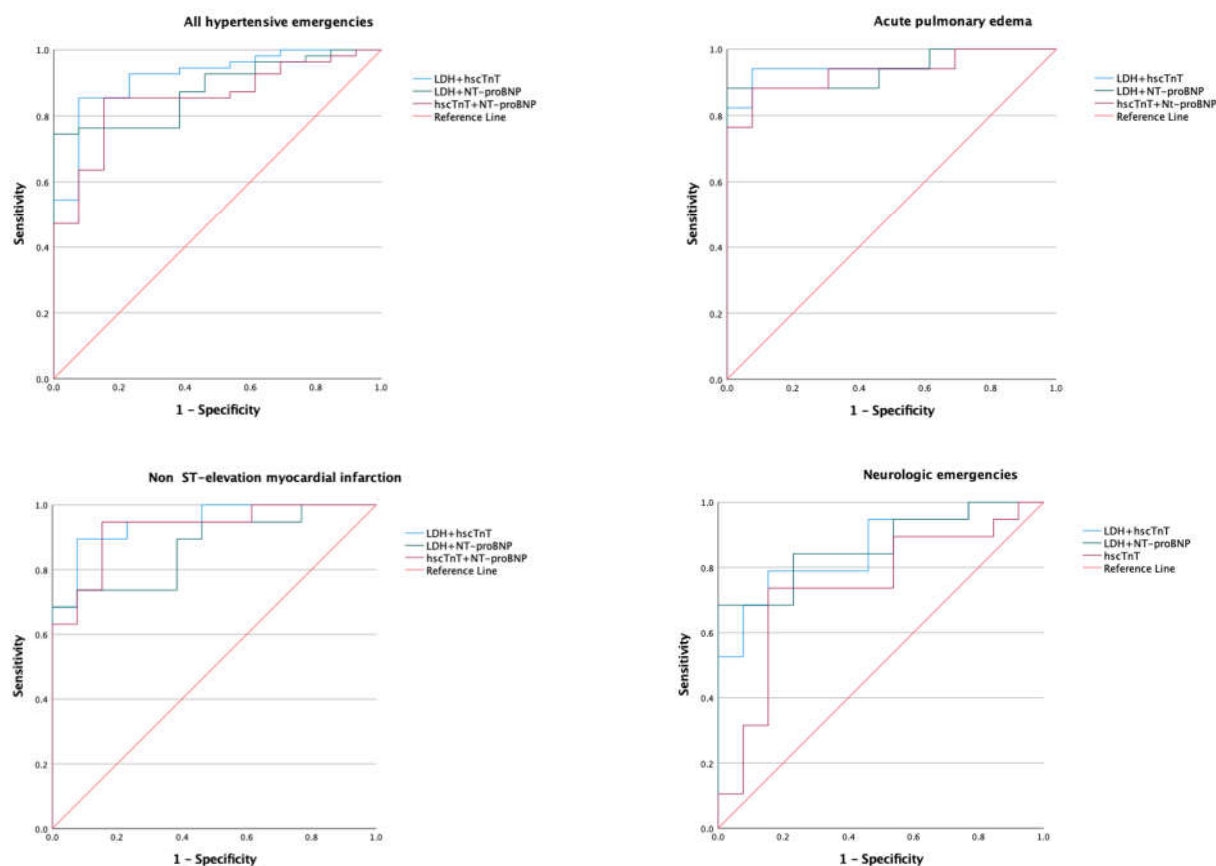 All hypertensive emergencies
1.0
0.8
0.6
0.4
0.2
0.0
Sensitivity
0.0 0.2 0.4 0.6 0.8 1.0
1 - Specificity
LDH+hscTnT
LDH+NT-proBNP
hscTnT+NT-proBNP
Reference Line
Acute pulmonary edema
1.0
0.8
0.6
0.4
0.2
0.0
Sensitivity
0.0 0.2 0.4 0.6 0.8 1.0
1 - Specificity
LDH+hscTnT
LDH+NT-proBNP
hscTnT+Nt-proBNP
Reference Line
Non ST-elevation myocardial infarction
1.0
0.8
0.6
0.4
0.2
0.0
Sensitivity
0.0 0.2 0.4 0.6 0.8 1.0
1 - Specificity
LDH+hscTnT
LDH+NT-proBNP
hscTnT+NT-proBNP
Reference Line
Neurologic emergencies
1.0
0.8
0.6
0.4
0.2
0.0
Sensitivity
0.0 0.2 0.4 0.6 0.8 1.0
1 - Specificity
LDH+hscTnT
LDH+NT-proBNP
hscTnT
Reference Line